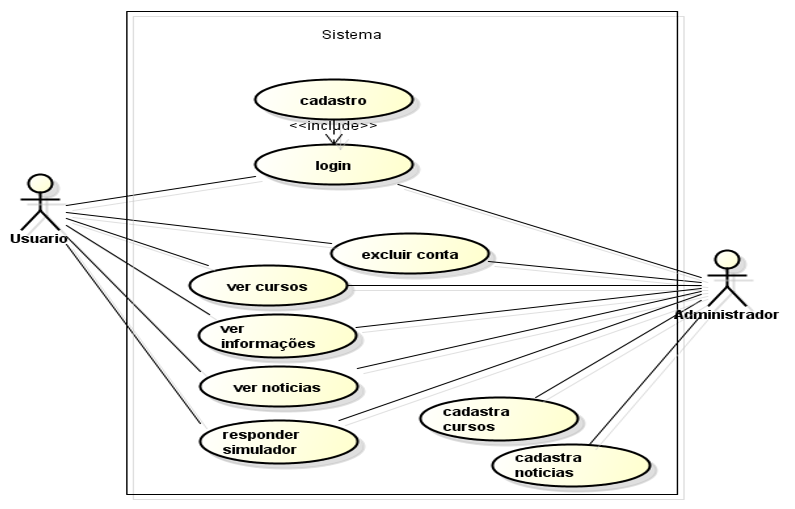 Sistema
cadastro
<<include>>
login
Usuario
excluir conta
ver cursos
Administrador
ver
informações
ver noticias
cadastra
cursos
responder
simulador
cadastra
noticias